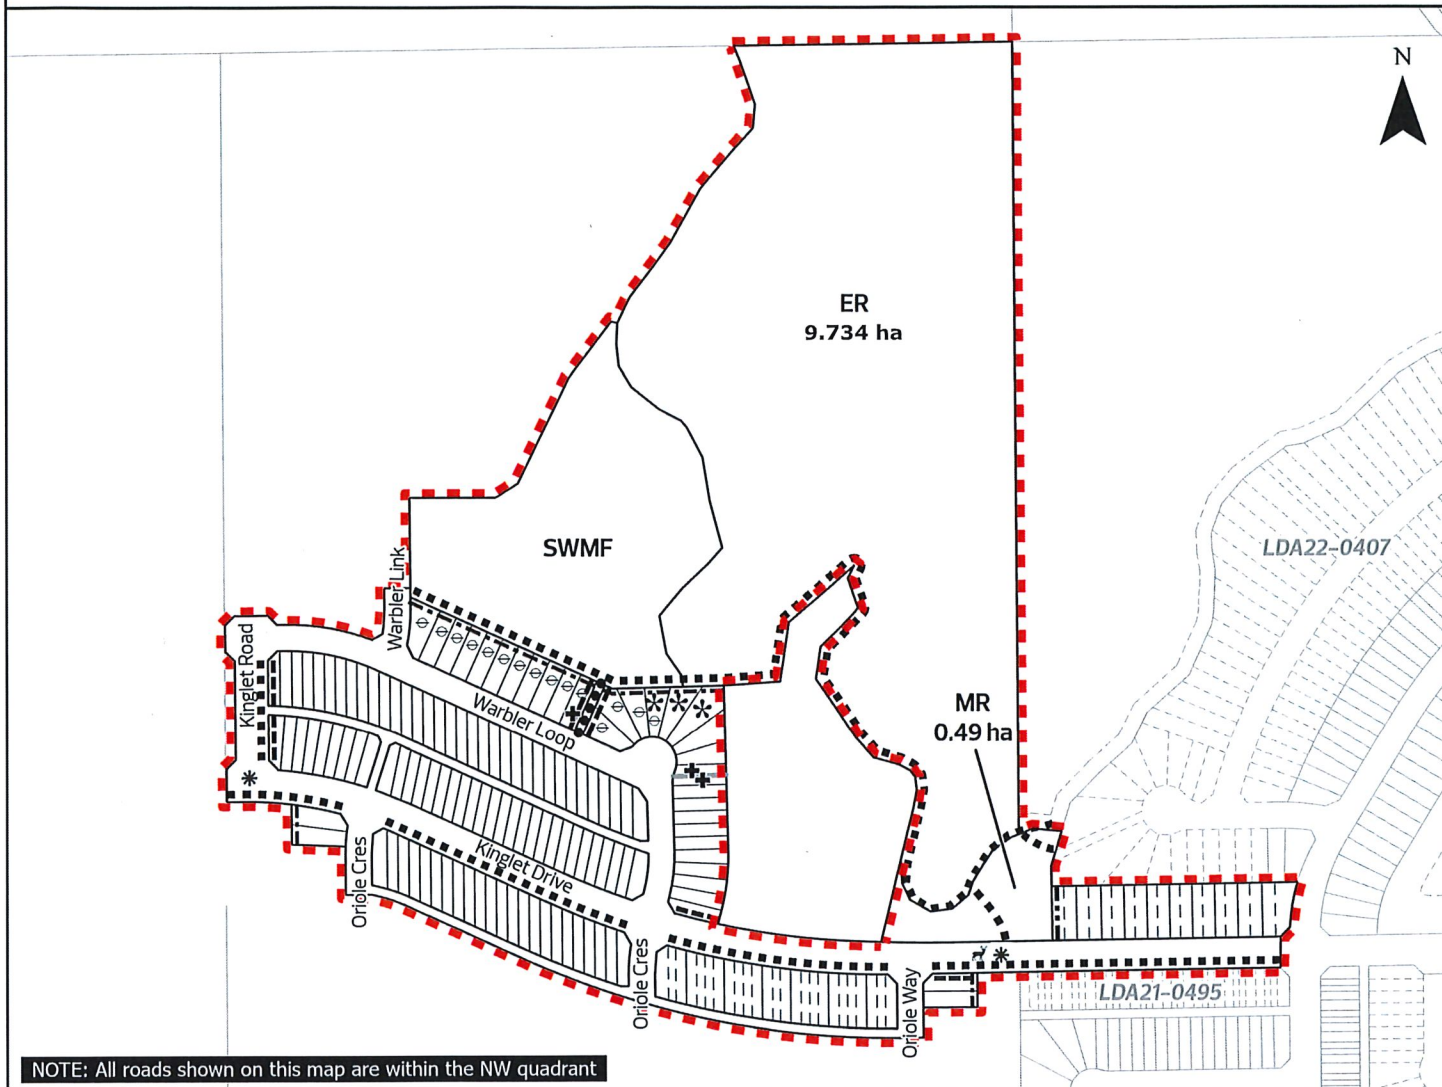 N
ER
9.734 ha
SWMF
LDA22-0407
Warbler Link
Kinglet Road
Warbler Loop
MR
0.49 ha
Kinglet Drive
Oriole Cres
Oriole Cres
Oriole Way
LDA21-0495
NOTE: All roads shown on this map are within the NW quadrant